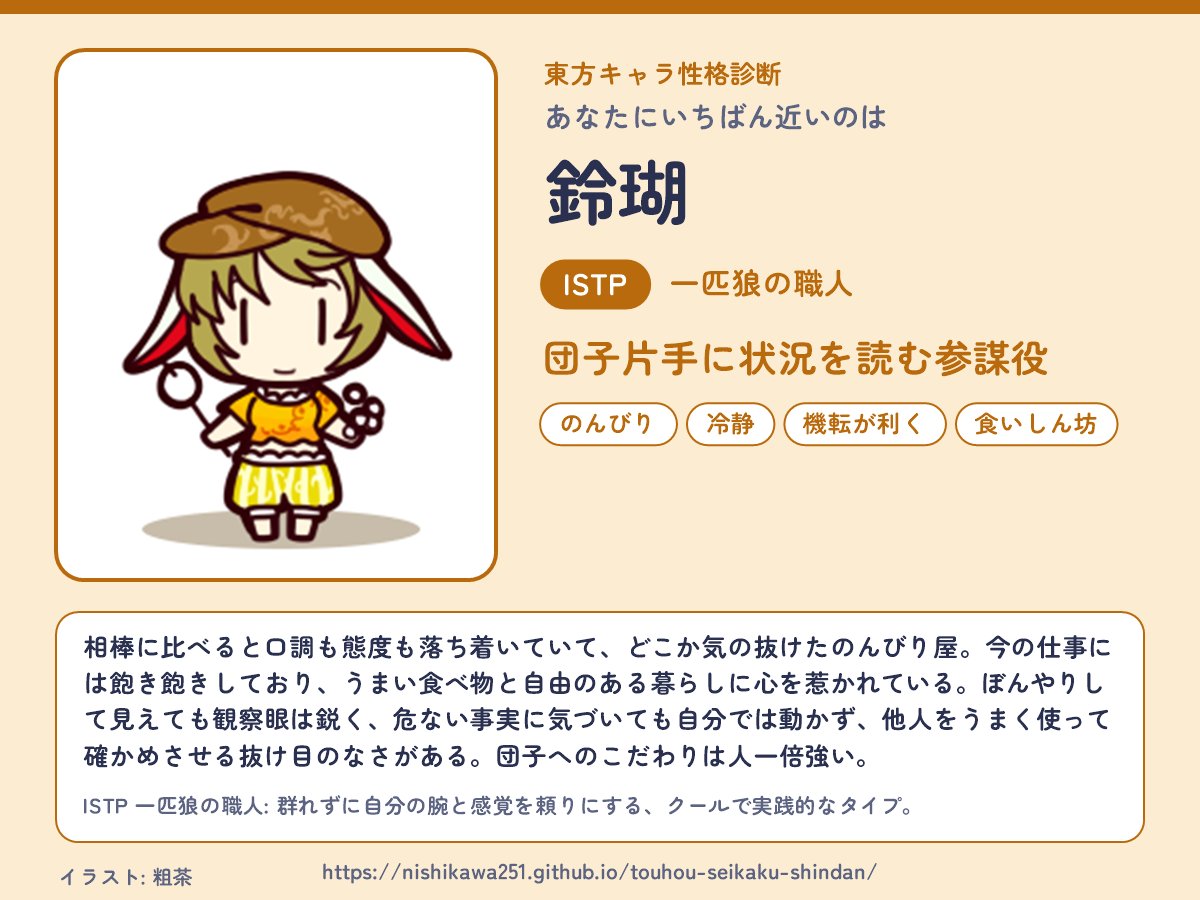 東方キャラ性格診断
あなたにいちばん近いのは
鈴瑚
ISTP 一匹狼の職人
団子片手に状況を読む参謀役
のんびり 冷静 機転が利く 食いしん坊
相棒に比べると口調も態度も落ち着いていて、どこか気の抜けたのんびり屋。今の仕事に
は飽き飽きしており、うまい食べ物と自由のある暮らしに心を惹かれている。ぼんやりし
て見えても観察眼は鋭く、危ない事実に気づいても自分では動かず、他人をうまく使って
確かめさせる抜け目のなさがある。団子へのこだわりは人一倍強い。
ISTP 一匹狼の職人: 群れずに自分の腕と感覚を頼りにする、クールで実践的なタイプ。
イラスト: 粗茶
https://nishikawa251.github.io/touhou-seikaku-shindan/